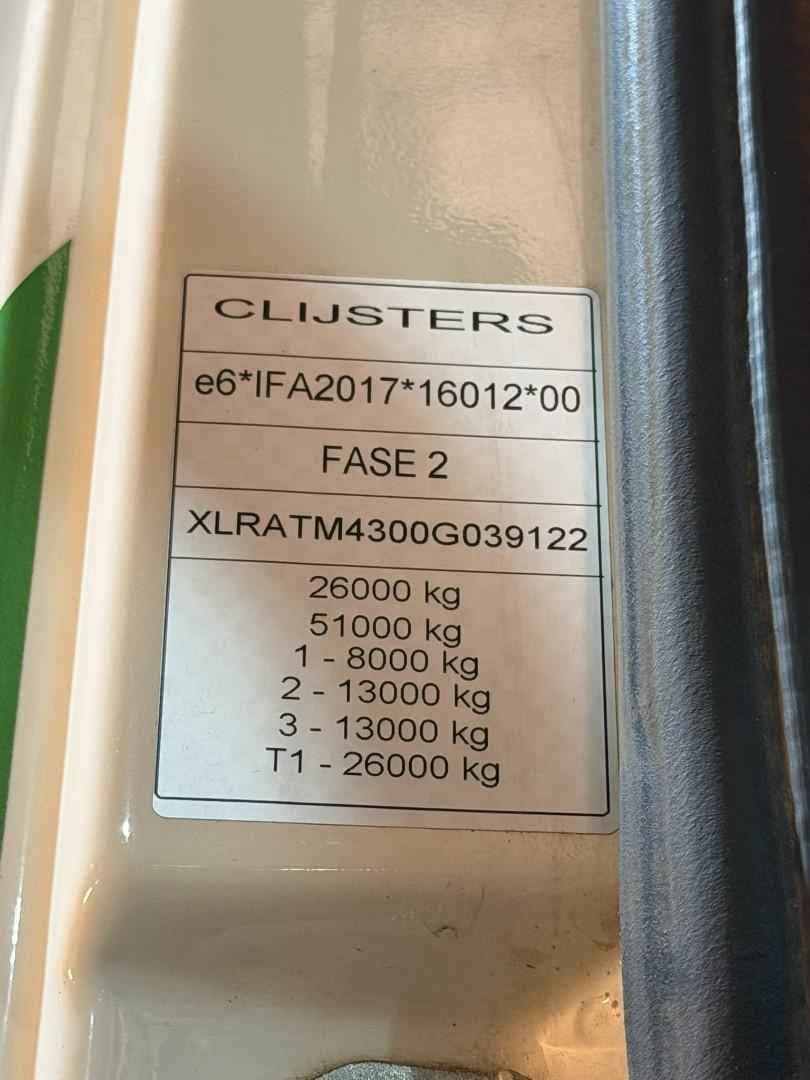 CLIJSTERS
e6*IFA2017*16012*00
FASE 2
XLRATM4300G039122
26000 kg
51000 kg
1 - 8000 kg
2 - 13000 kg
3 - 13000 kg
T1 - 26000 kg